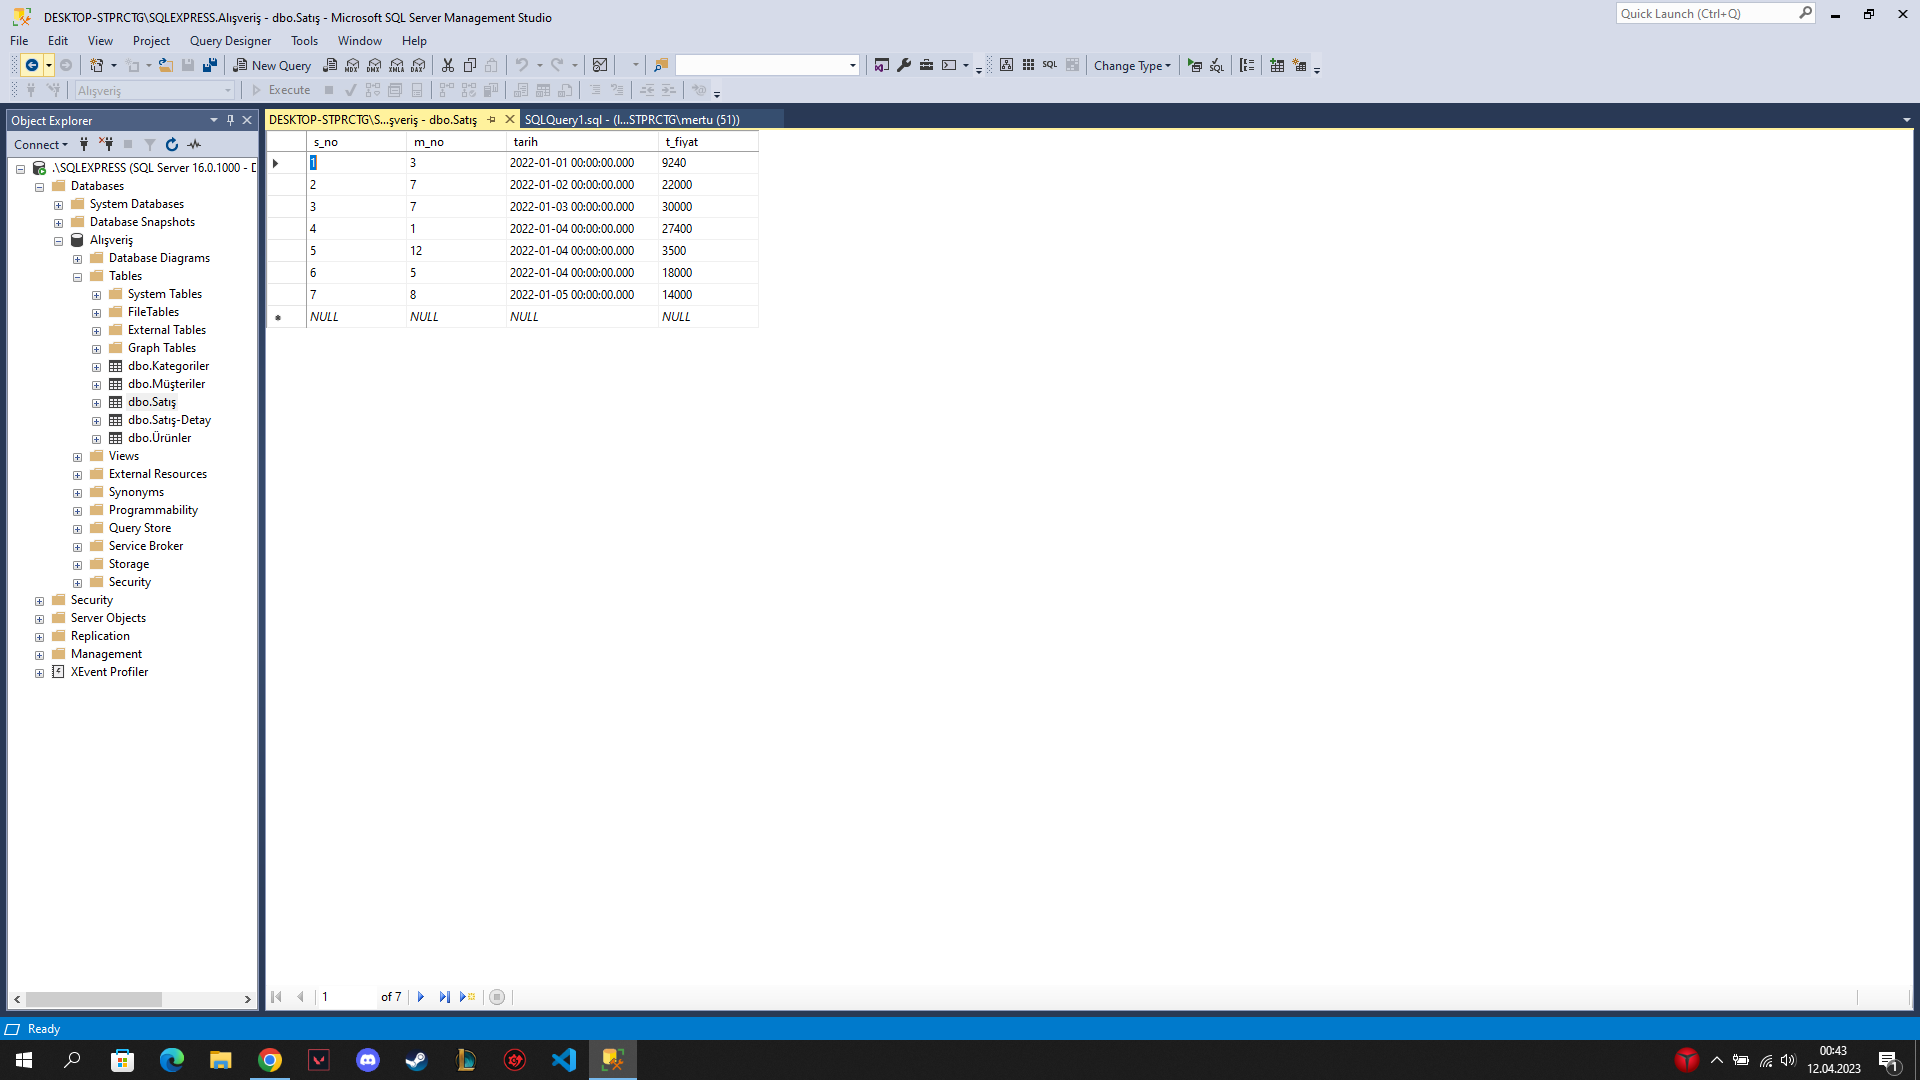 DESKTOP-STPRCTG\SQLEXPRESS.Alışveriş - dbo.Satış - Microsoft SQL Server Management Studio
Quick Launch (Ctrl+Q)
File Edit View Project Query Designer Tools Window Help
New Query MDX DMX XMLA DAX SQL Change Type SQL
Alışveriş Execute
Object Explorer
DESKTOP-STPRCTG\S...şveriş - dbo.Satış
SQLQuery1.sql - (l...STPRCTG\mertu (51))
Connect
.\SQLEXPRESS (SQL Server 16.0.1000 - D
Databases
System Databases
Database Snapshots
Alışveriş
Database Diagrams
Tables
System Tables
FileTables
External Tables
Graph Tables
dbo.Kategoriler
dbo.Müşteriler
dbo.Satış
dbo.Satış-Detay
dbo.Ürünler
Views
External Resources
Synonyms
Programmability
Query Store
Service Broker
Storage
Security
Security
Server Objects
Replication
Management
XEvent Profiler
s_no m_no tarih t_fiyat
1 3 2022-01-01 00:00:00.000 9240
2 7 2022-01-02 00:00:00.000 22000
3 7 2022-01-03 00:00:00.000 30000
4 1 2022-01-04 00:00:00.000 27400
5 12 2022-01-04 00:00:00.000 3500
6 5 2022-01-04 00:00:00.000 18000
7 8 2022-01-05 00:00:00.000 14000
NULL NULL NULL NULL
1 of 7
Ready
00:43
12.04.2023
1